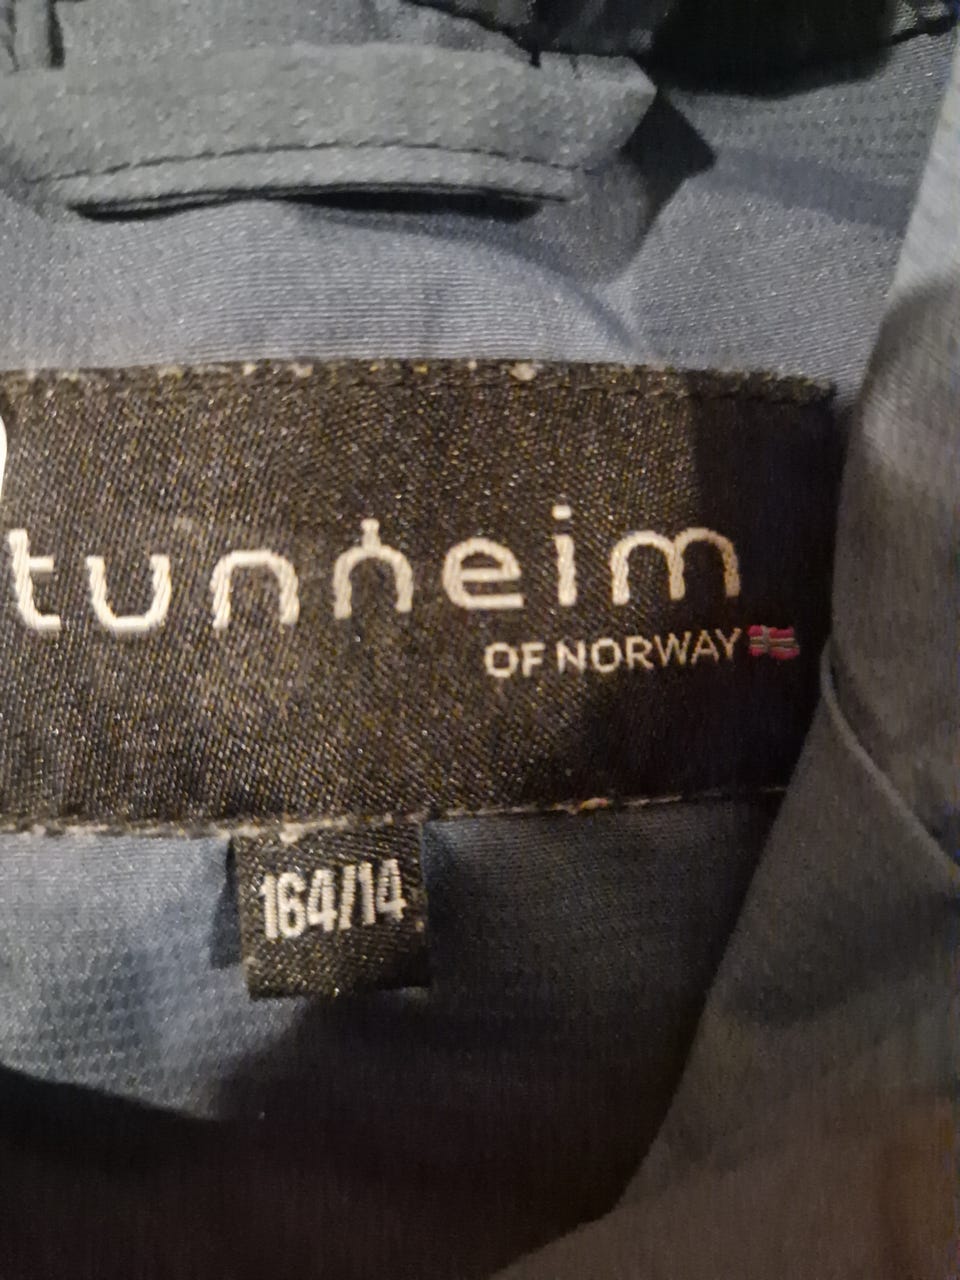 tunheim
OF NORWAY
164/14